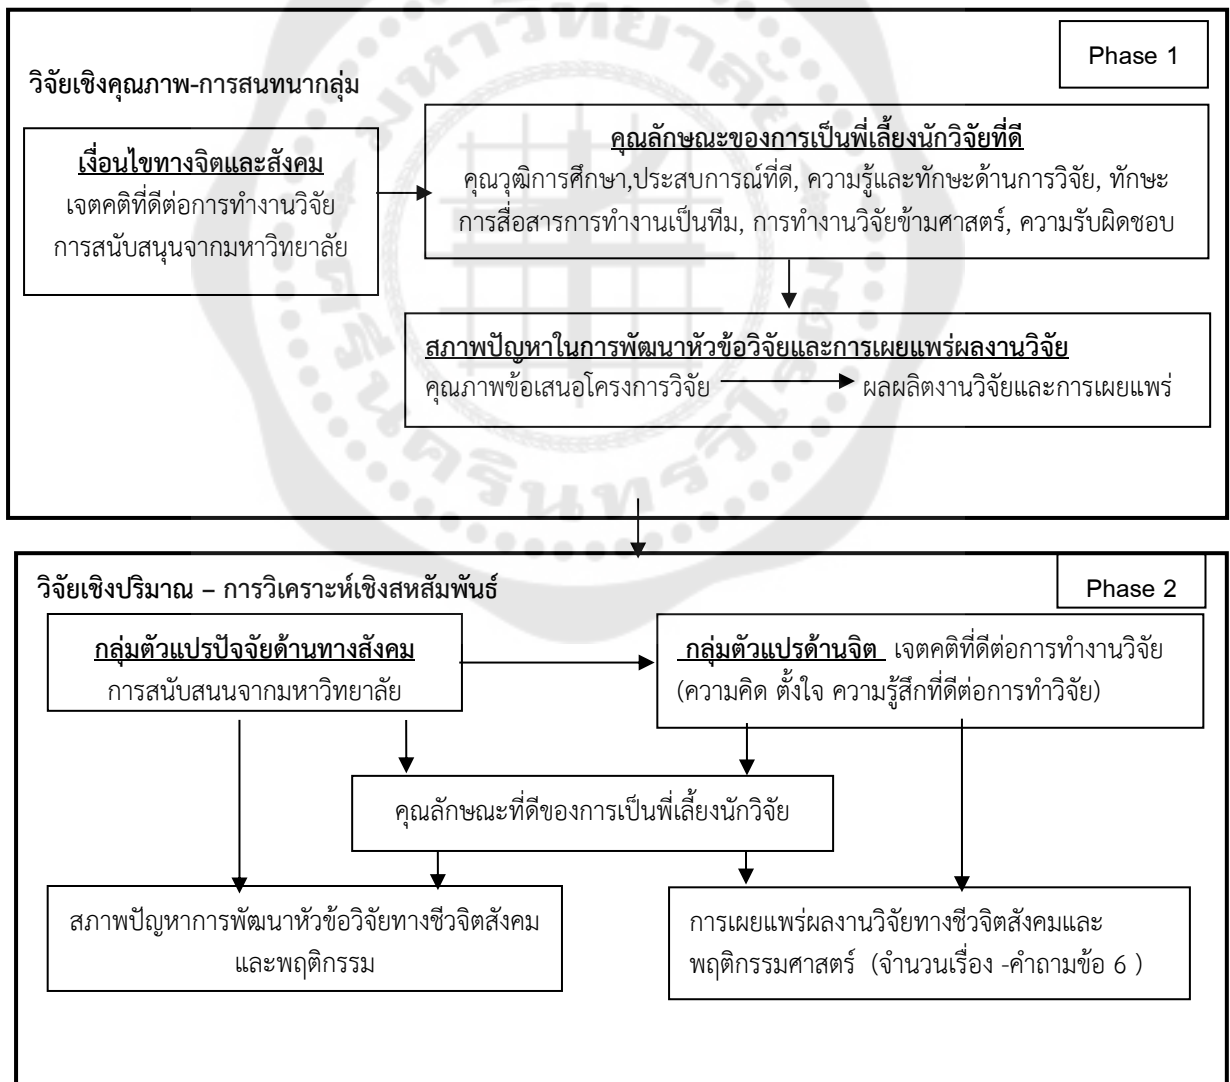 Phase 1
วิจัยเชิงคุณภาพ-การสนทนากลุ่ม
เงื่อนไขทางจิตและสังคม
เจตคติที่ดีต่อการทำงานวิจัย
การสนับสนุนจากมหาวิทยาลัย
คุณลักษณะของการเป็นพี่เลี้ยงนักวิจัยที่ดี
คุณวุฒิการศึกษา,ประสบการณ์ที่ดี, ความรู้และทักษะด้านการวิจัย, ทักษะ
การสื่อสารการทำงานเป็นทีม, การทำงานวิจัยข้ามศาสตร์, ความรับผิดชอบ
สภาพปัญหาในการพัฒนาหัวข้อวิจัยและการเผยแพร่ผลงานวิจัย
คุณภาพข้อเสนอโครงการวิจัย ผลผลิตงานวิจัยและการเผยแพร่
มหาวิทยาลัย
ศรีนครินทรวิโรฒ
Phase 2
วิจัยเชิงปริมาณ – การวิเคราะห์เชิงสหสัมพันธ์
กลุ่มตัวแปรปัจจัยด้านทางสังคม
การสนับสนนจากมหาวิทยาลัย
กลุ่มตัวแปรด้านจิต เจตคติที่ดีต่อการทำงานวิจัย
(ความคิด ตั้งใจ ความรู้สึกที่ดีต่อการทำวิจัย)
คุณลักษณะที่ดีของการเป็นพี่เลี้ยงนักวิจัย
สภาพปัญหาการพัฒนาหัวข้อวิจัยทางชีวจิตสังคม
และพฤติกรรม
การเผยแพร่ผลงานวิจัยทางชีวจิตสังคมและ
พฤติกรรมศาสตร์ (จำนวนเรื่อง -คำถามข้อ 6 )